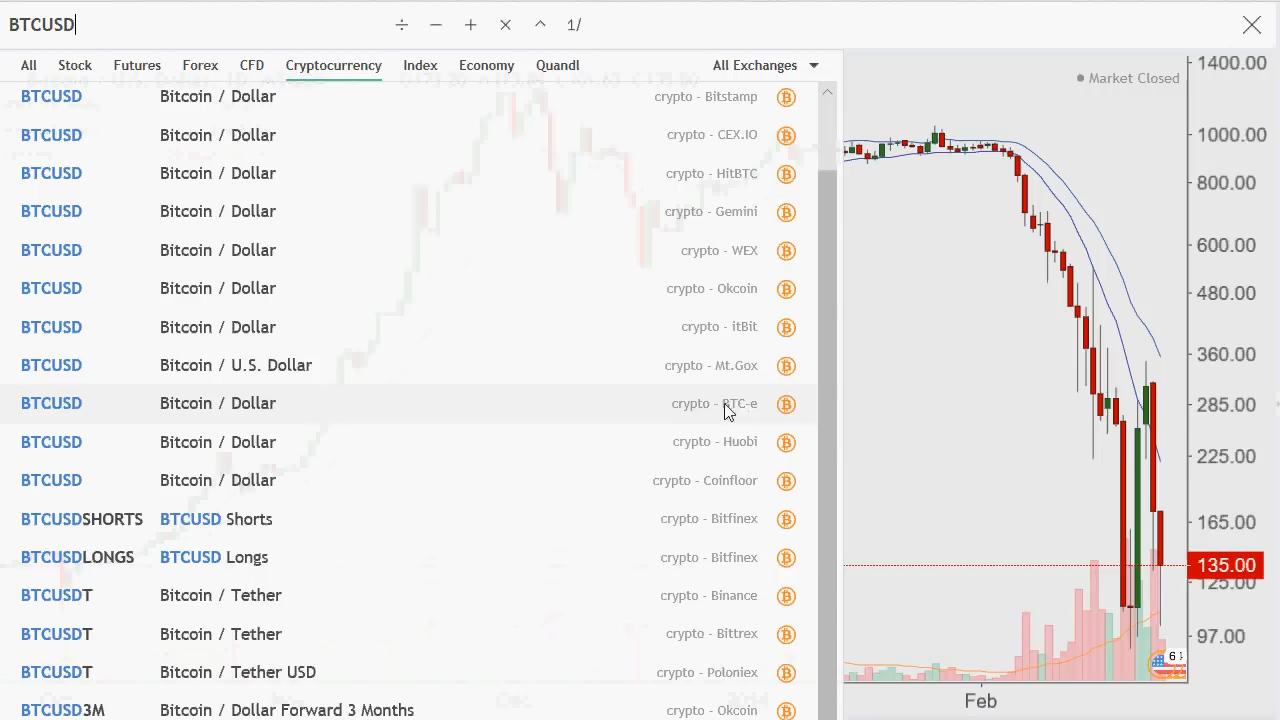 BTCUSD ÷ − + × ^ 1/
All Stock Futures Forex CFD Cryptocurrency Index Economy Quandl All Exchanges
BTCUSD Bitcoin / Dollar crypto - Bitstamp
BTCUSD Bitcoin / Dollar crypto - CEX.IO
BTCUSD Bitcoin / Dollar crypto - HitBTC
BTCUSD Bitcoin / Dollar crypto - Gemini
BTCUSD Bitcoin / Dollar crypto - WEX
BTCUSD Bitcoin / Dollar crypto - Okcoin
BTCUSD Bitcoin / Dollar crypto - itBit
BTCUSD Bitcoin / U.S. Dollar crypto - Mt.Gox
BTCUSD Bitcoin / Dollar crypto - BTC-e
BTCUSD Bitcoin / Dollar crypto - Huobi
BTCUSD Bitcoin / Dollar crypto - Coinfloor
BTCUSDSHORTS BTCUSD Shorts crypto - Bitfinex
BTCUSDLONGS BTCUSD Longs crypto - Bitfinex
BTCUSDT Bitcoin / Tether crypto - Binance
BTCUSDT Bitcoin / Tether crypto - Bittrex
BTCUSDT Bitcoin / Tether USD crypto - Poloniex
BTCUSD3M Bitcoin / Dollar Forward 3 Months crypto - Okcoin
Market Closed
1400.00
1000.00
800.00
600.00
480.00
360.00
285.00
225.00
165.00
135.00
125.00
97.00
6
Feb